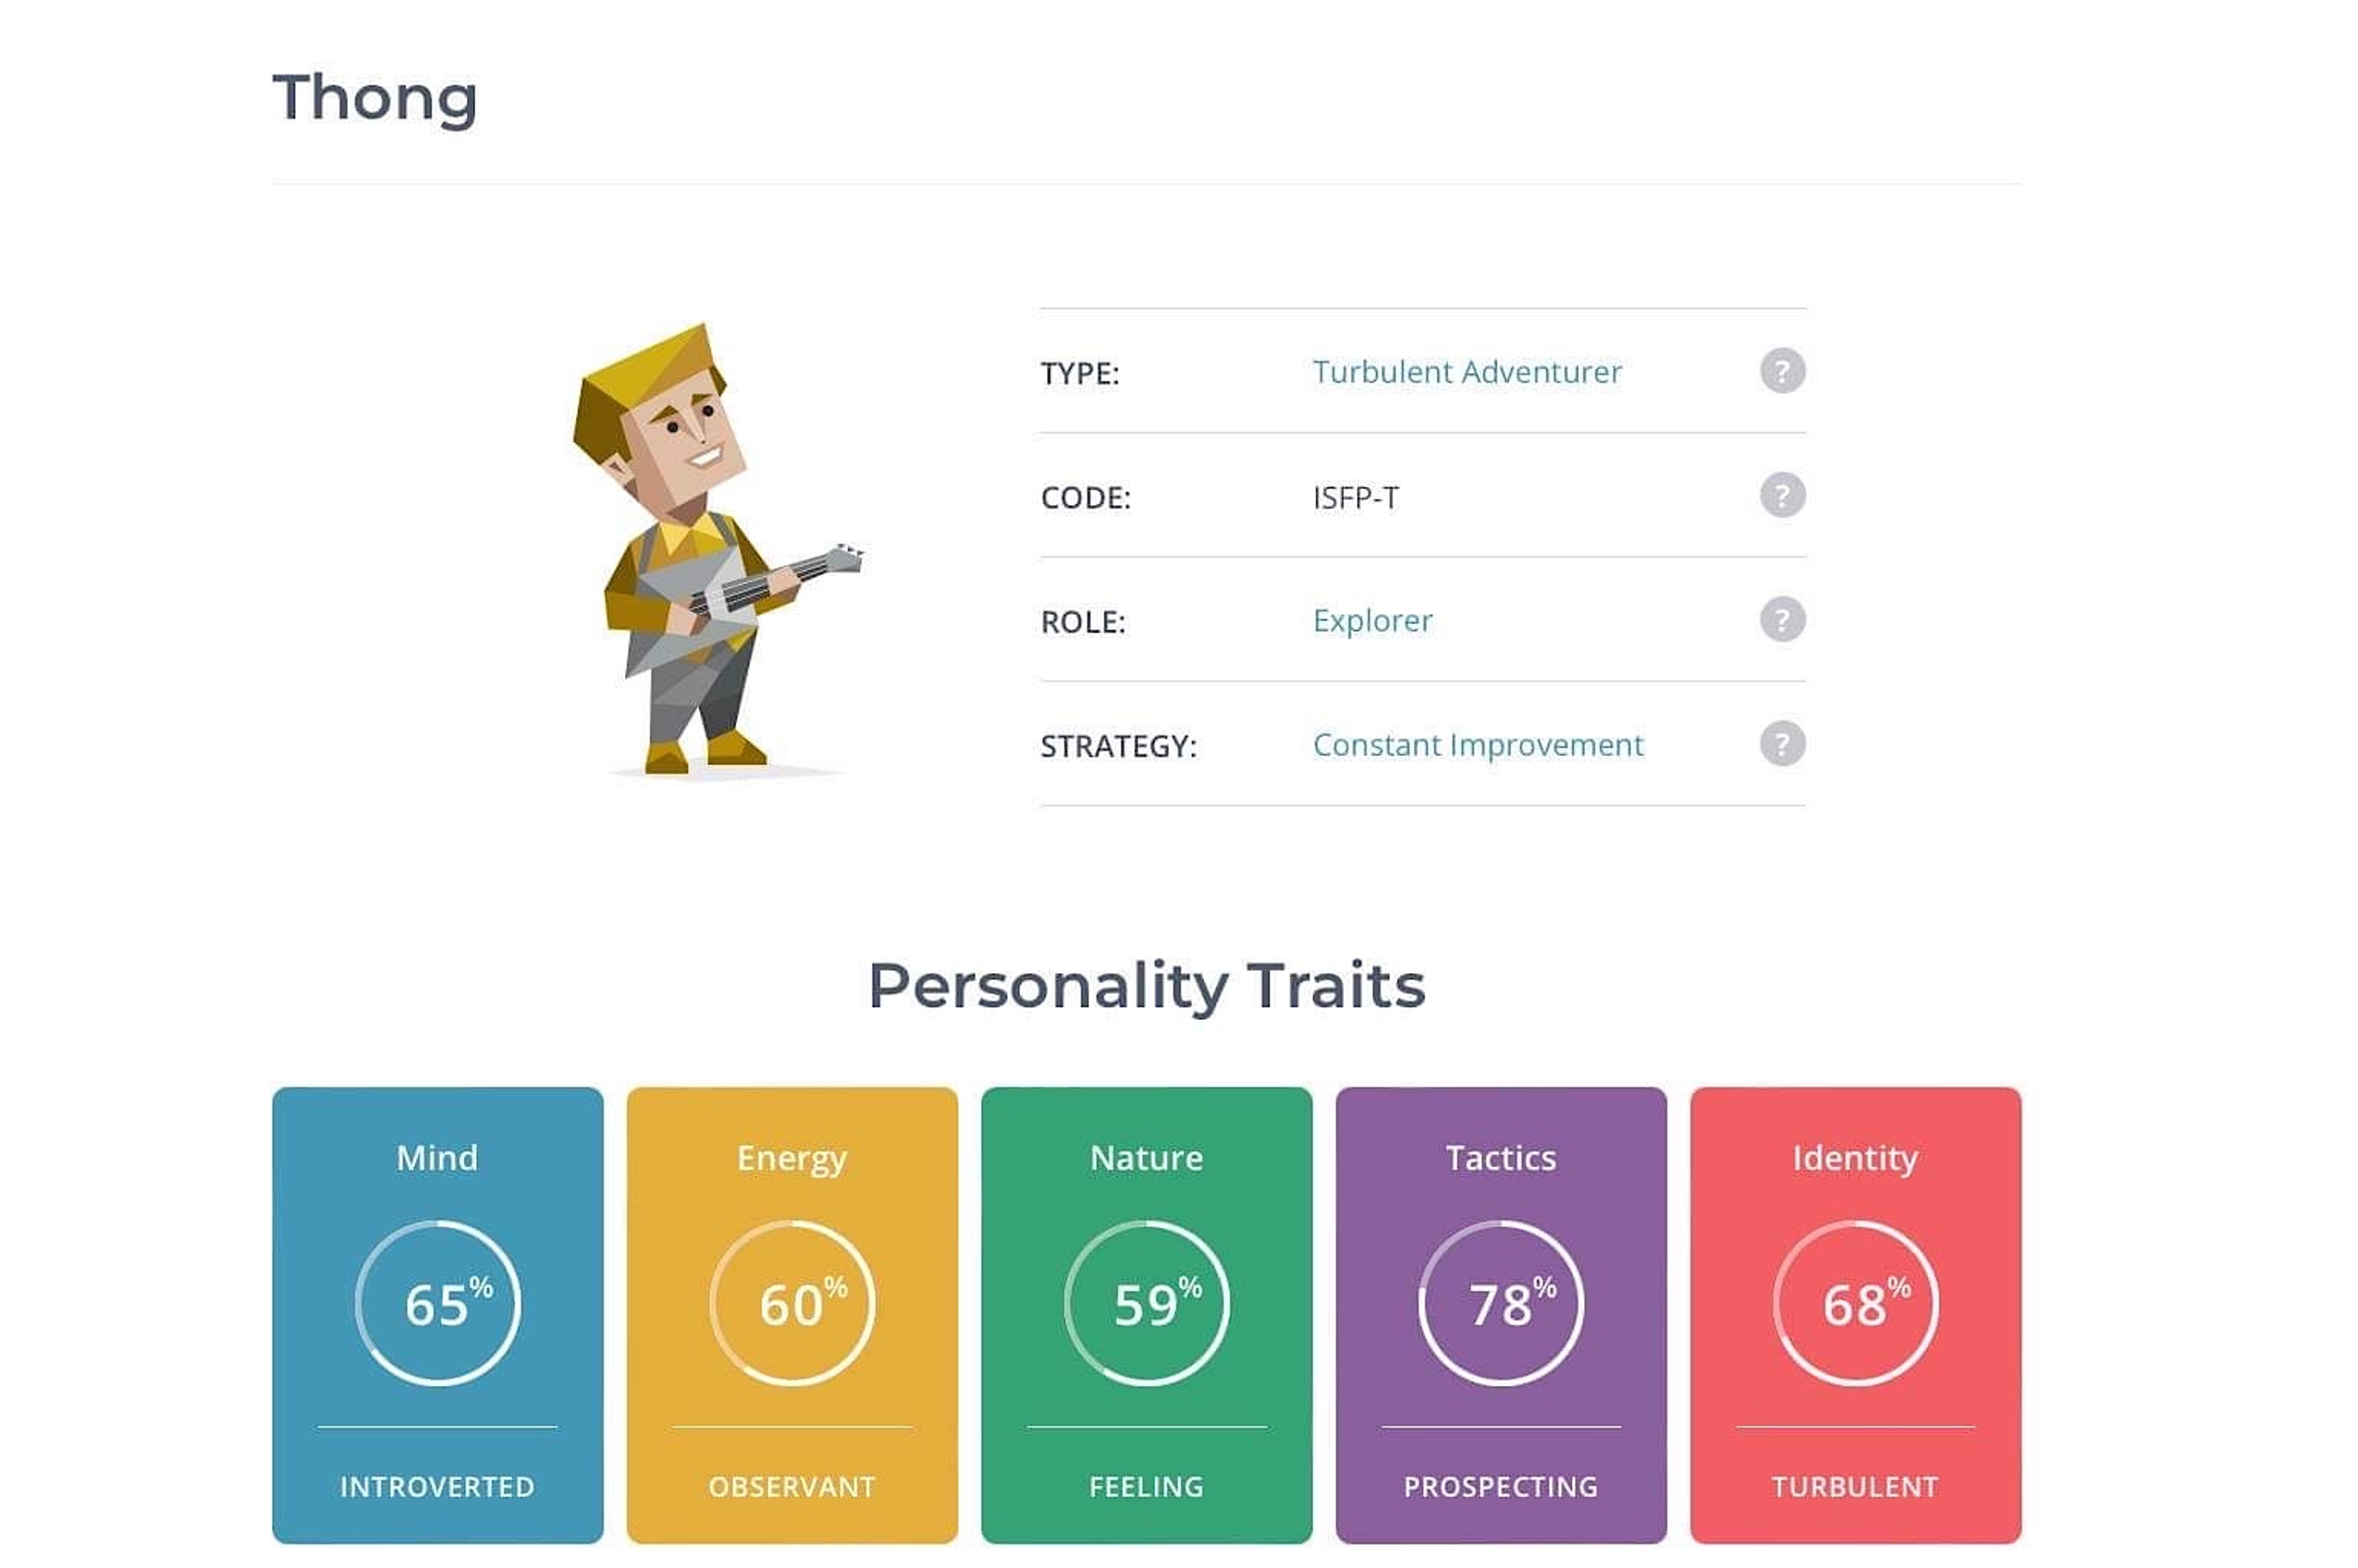 Thong
TYPE: Turbulent Adventurer ?
CODE: ISFP-T ?
ROLE: Explorer ?
STRATEGY: Constant Improvement ?
Personality Traits
Mind Energy Nature Tactics Identity
65% 60% 59% 78% 68%
INTROVERTED OBSERVANT FEELING PROSPECTING TURBULENT